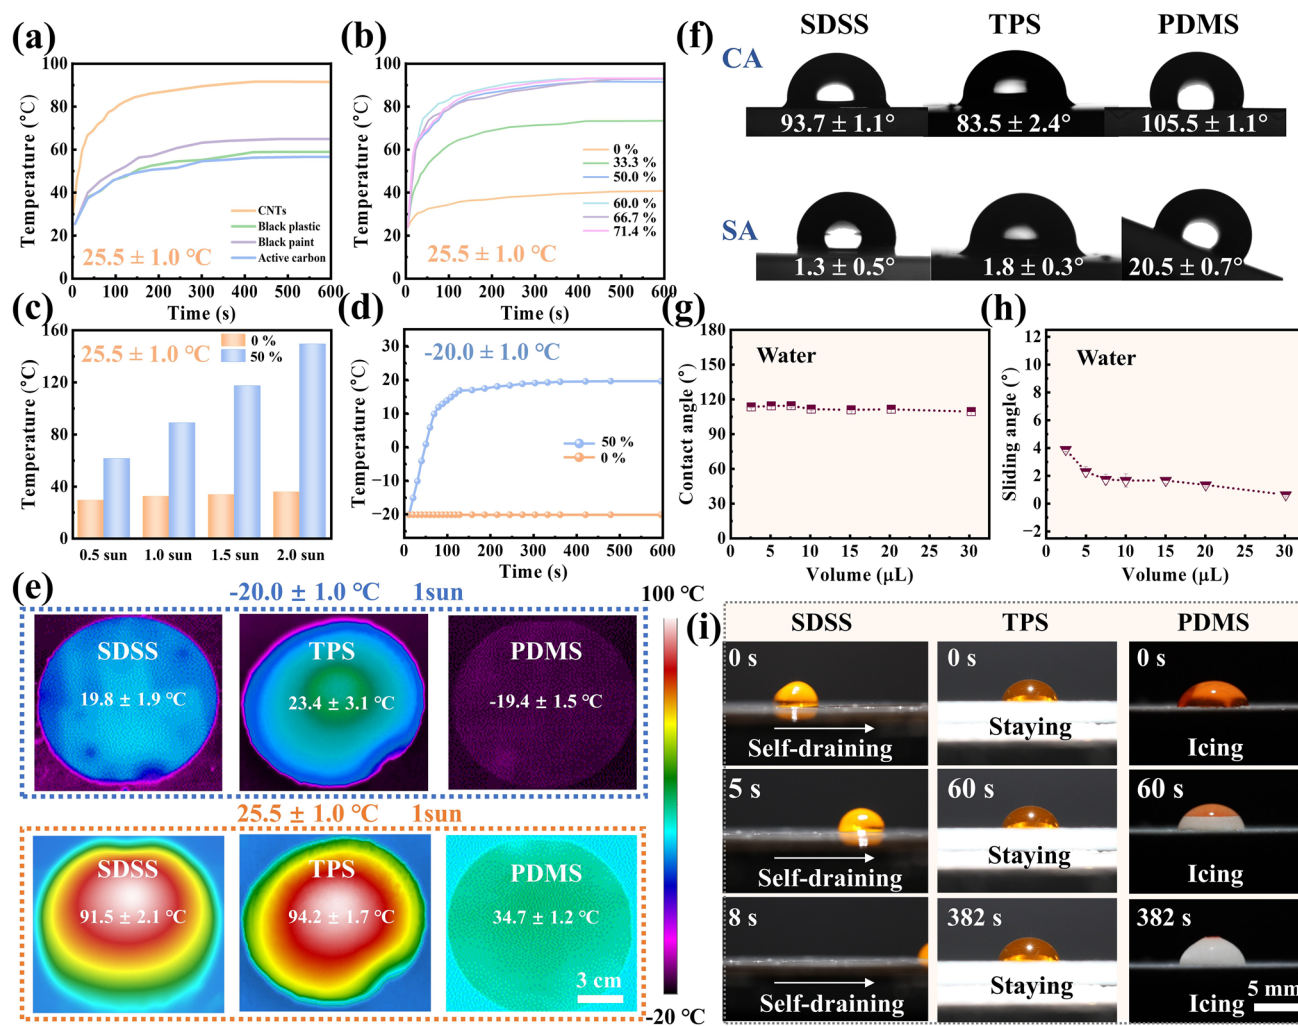 (a)
100
80
60
40
20
0
Temperature (℃)
CNTs
Black plastic
Black paint
Active carbon
25.5 ± 1.0 ℃
0 100 200 300 400 500 600
Time (s)
(b)
100
80
60
40
20
0
Temperature (℃)
0 %
33.3 %
50.0 %
60.0 %
66.7 %
71.4 %
25.5 ± 1.0 ℃
0 100 200 300 400 500 600
Time (s)
(f)
SDSS TPS PDMS
CA
93.7 ± 1.1° 83.5 ± 2.4° 105.5 ± 1.1°
SA
1.3 ± 0.5° 1.8 ± 0.3° 20.5 ± 0.7°
(c)
160
120
80
40
0
Temperature (℃)
25.5 ± 1.0 ℃
0 %
50 %
0.5 sun 1.0 sun 1.5 sun 2.0 sun
(d)
30
20
10
0
−10
−20
Temperature (℃)
-20.0 ± 1.0 ℃
50 %
0 %
0 100 200 300 400 500 600
Time (s)
(g)
180
150
120
90
60
30
Contact angle (°)
Water
5 10 15 20 25 30
Volume (μL)
(h)
12
10
8
6
4
2
0
−2
Sliding angle (°)
Water
0 5 10 15 20 25 30
Volume (μL)
(e)
-20.0 ± 1.0 ℃ 1sun
SDSS TPS PDMS
19.8 ± 1.9 ℃ 23.4 ± 3.1 ℃ -19.4 ± 1.5 ℃
25.5 ± 1.0 ℃ 1sun
SDSS TPS PDMS
91.5 ± 2.1 ℃ 94.2 ± 1.7 ℃ 34.7 ± 1.2 ℃
3 cm
100 ℃
-20 ℃
(i)
SDSS TPS PDMS
0 s 0 s 0 s
Self-draining Staying Icing
5 s 60 s 60 s
Self-draining Staying Icing
8 s 382 s 382 s
Self-draining Staying Icing
5 mm